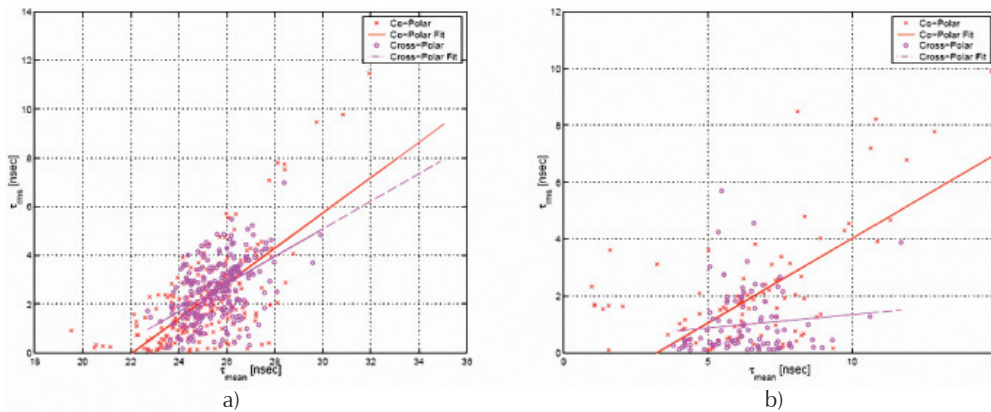 14
12
10
8
6
4
2
0
τrms [nsec]
18 20 22 24 26 28 30 32 34 36
τmean [nsec]
Co-Polar
Co-Polar Fit
Cross-Polar
Cross-Polar Fit
a)
12
10
8
6
4
2
0
τrms [nsec]
5 10
τmean [nsec]
Co-Polar
Co-Polar Fit
Cross-Polar
Cross-Polar Fit
b)